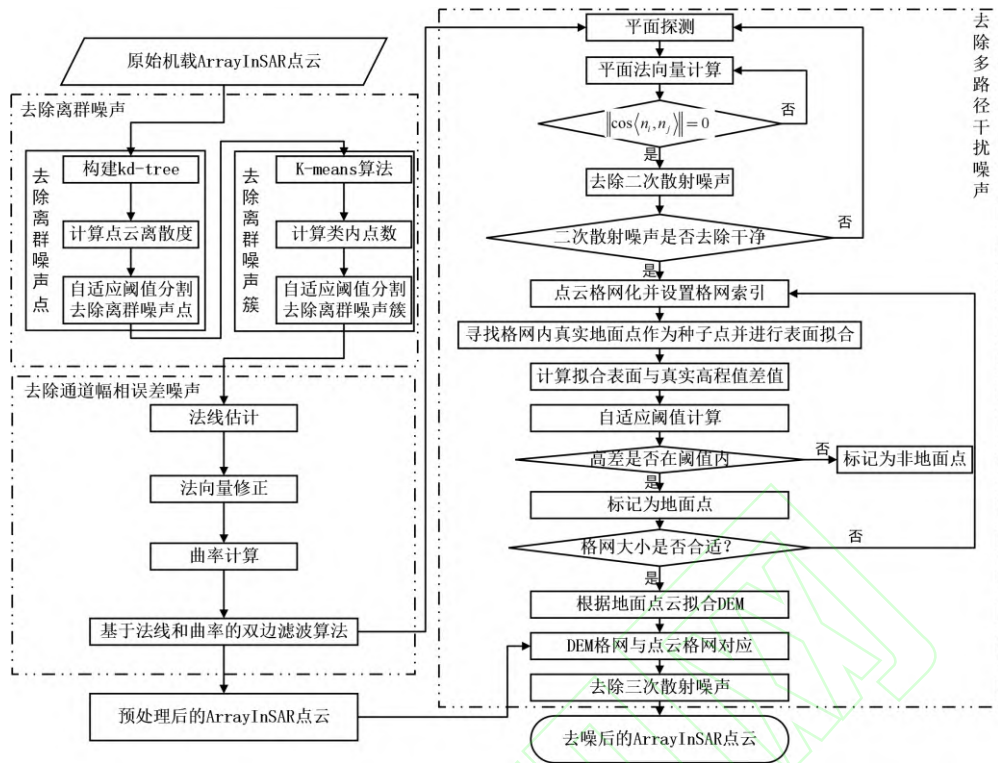 原始机载ArrayInSAR点云
去除离群噪声
去除离群噪声点
构建kd-tree
计算点云离散度
自适应阈值分割
去除离群噪声点
去除离群噪声簇
K-means算法
计算类内点数
自适应阈值分割
去除离群噪声簇
去除通道幅相误差噪声
法线估计
法向量修正
曲率计算
基于法线和曲率的双边滤波算法
预处理后的ArrayInSAR点云
去除多路径干扰噪声
平面探测
平面法向量计算
‖cos⟨n_i, n_j⟩‖=0
否
是
去除二次散射噪声
二次散射噪声是否去除干净
否
是
点云格网化并设置格网索引
寻找格网内真实地面点作为种子点并进行表面拟合
计算拟合表面与真实高程值差值
自适应阈值计算
高差是否在阈值内
否
标记为非地面点
是
标记为地面点
格网大小是否合适?
否
是
根据地面点云拟合DEM
DEM格网与点云格网对应
去除三次散射噪声
去噪后的ArrayInSAR点云